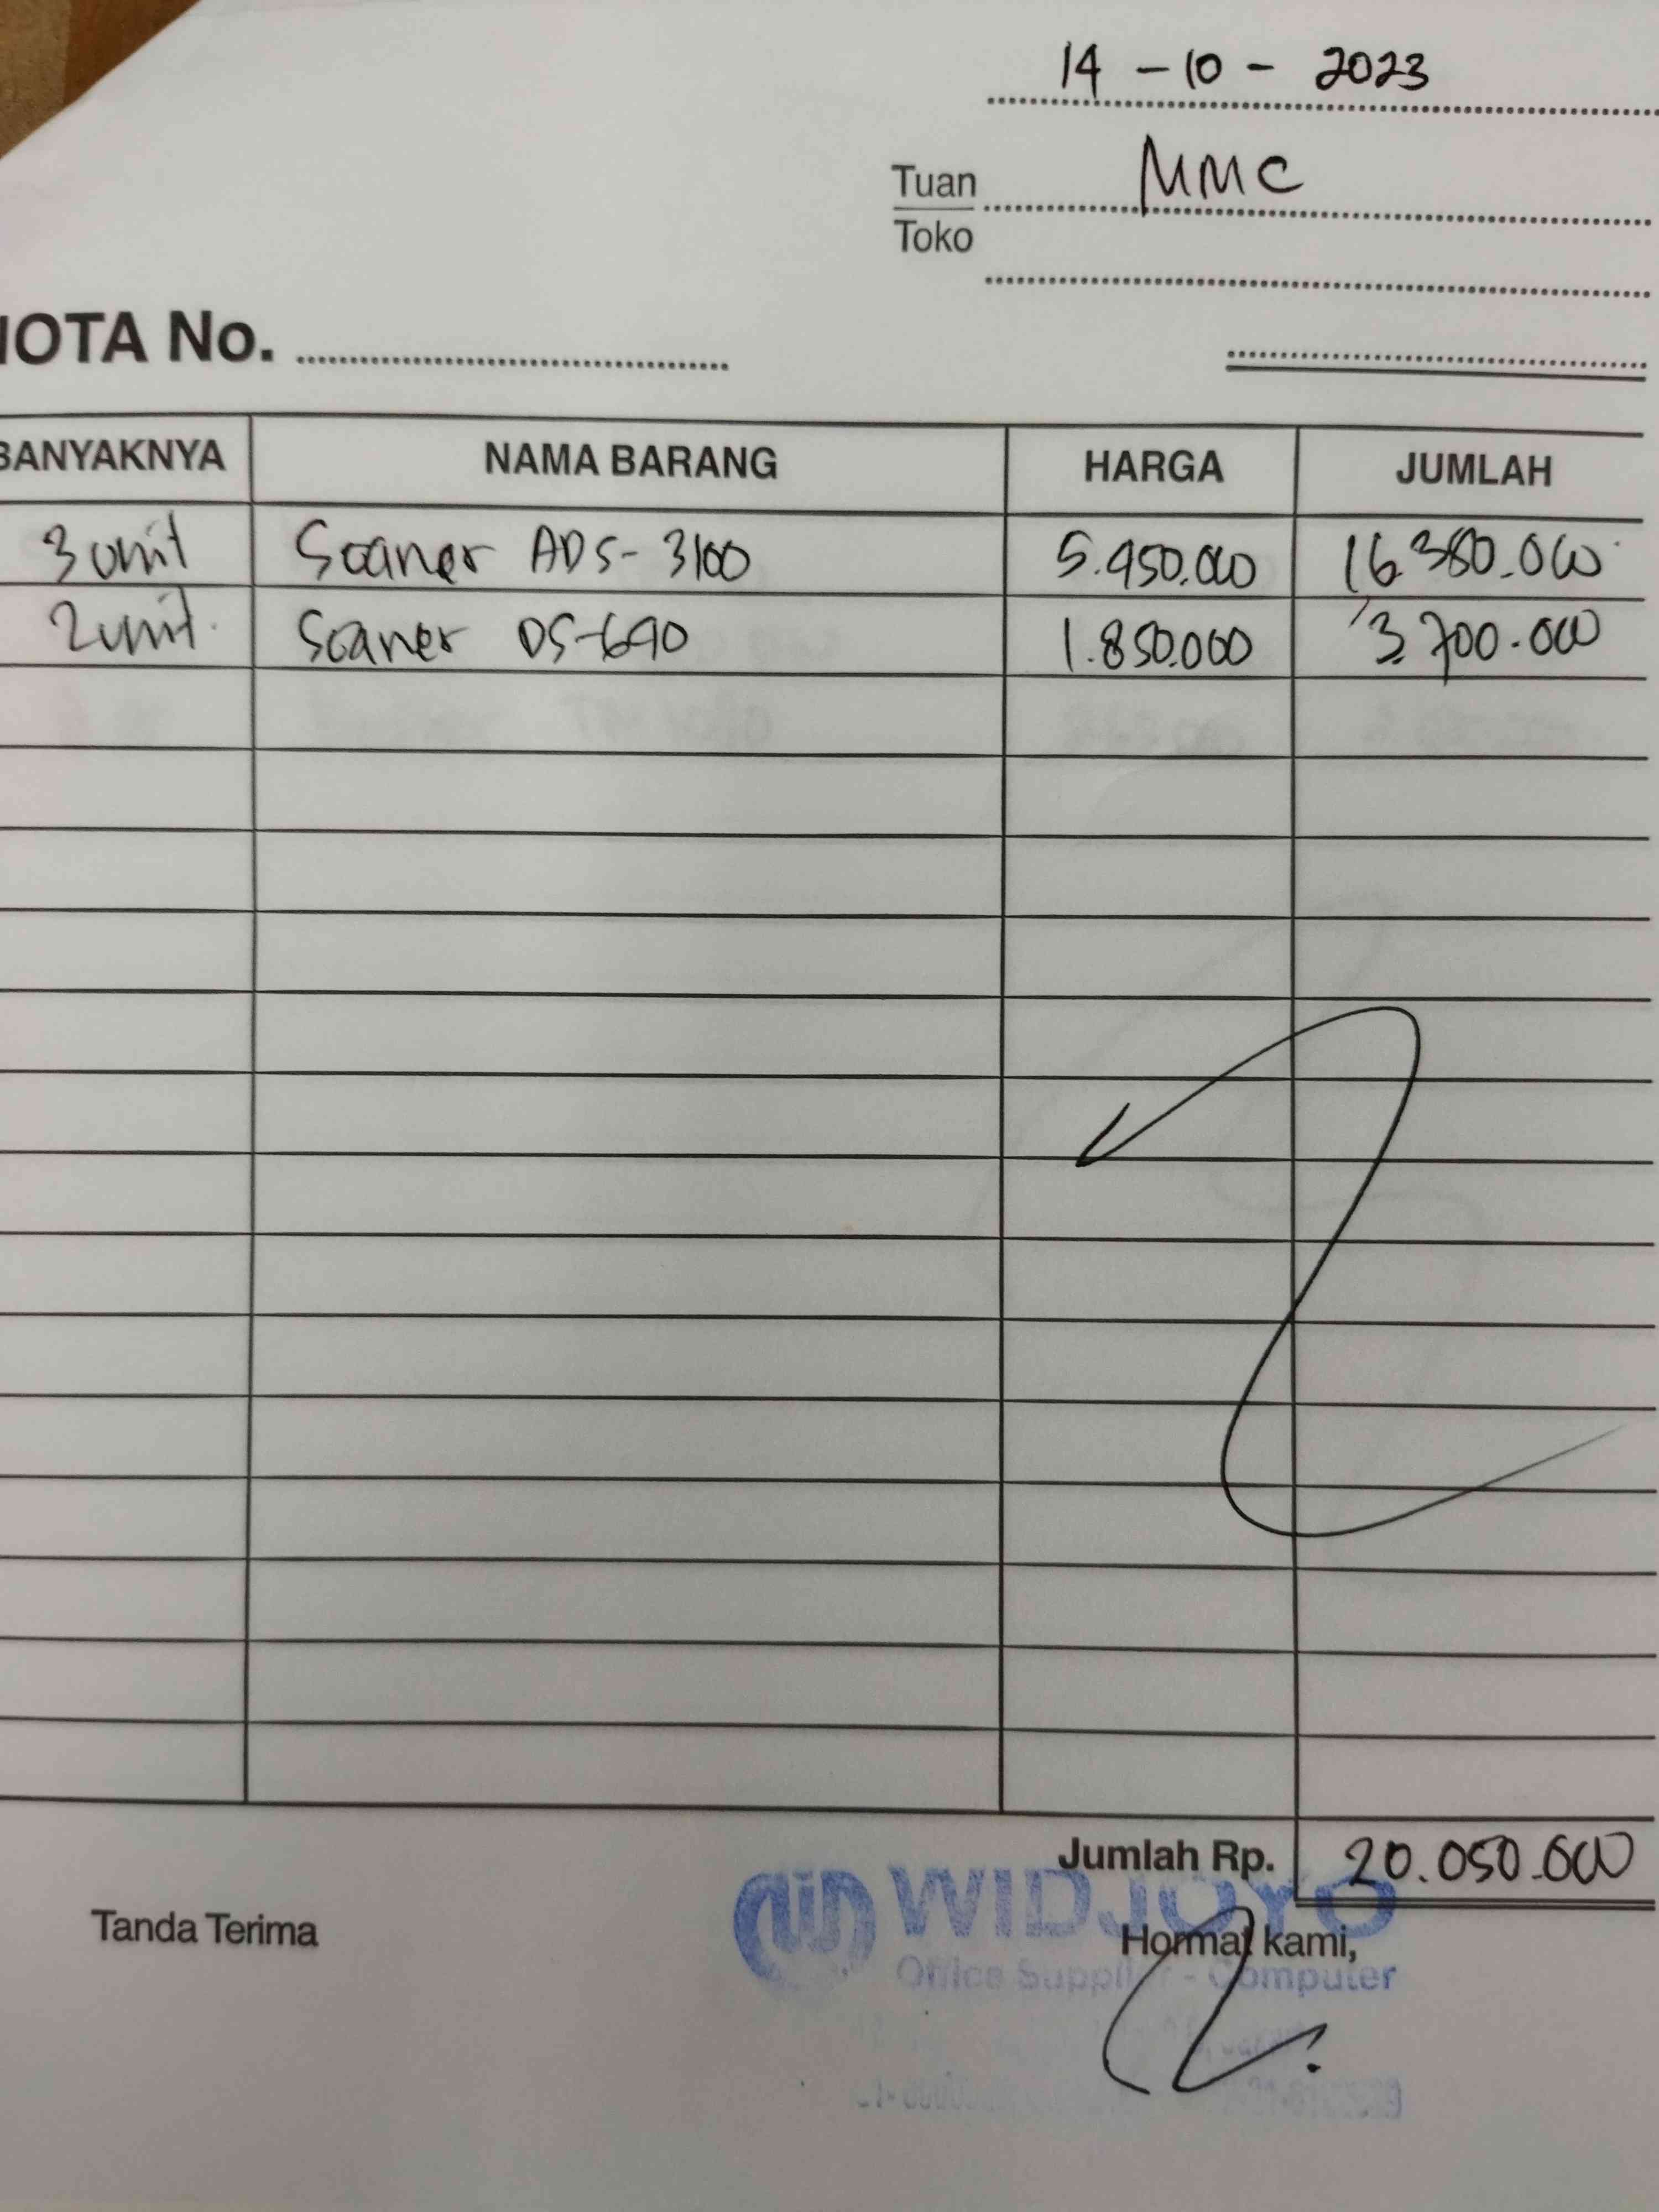 14 - 10 - 2023
Tuan MMC
Toko
IOTA No.
BANYAKNYA NAMA BARANG HARGA JUMLAH
3 unit Scaner ADS-3100 5.450.000 16.350.000
2 unit. Scaner DS-640 1.850.000 3.700.000
Jumlah Rp. 20.050.000
WIDJOYO
Tanda Terima Hormat kami,
Office Supplier - Computer